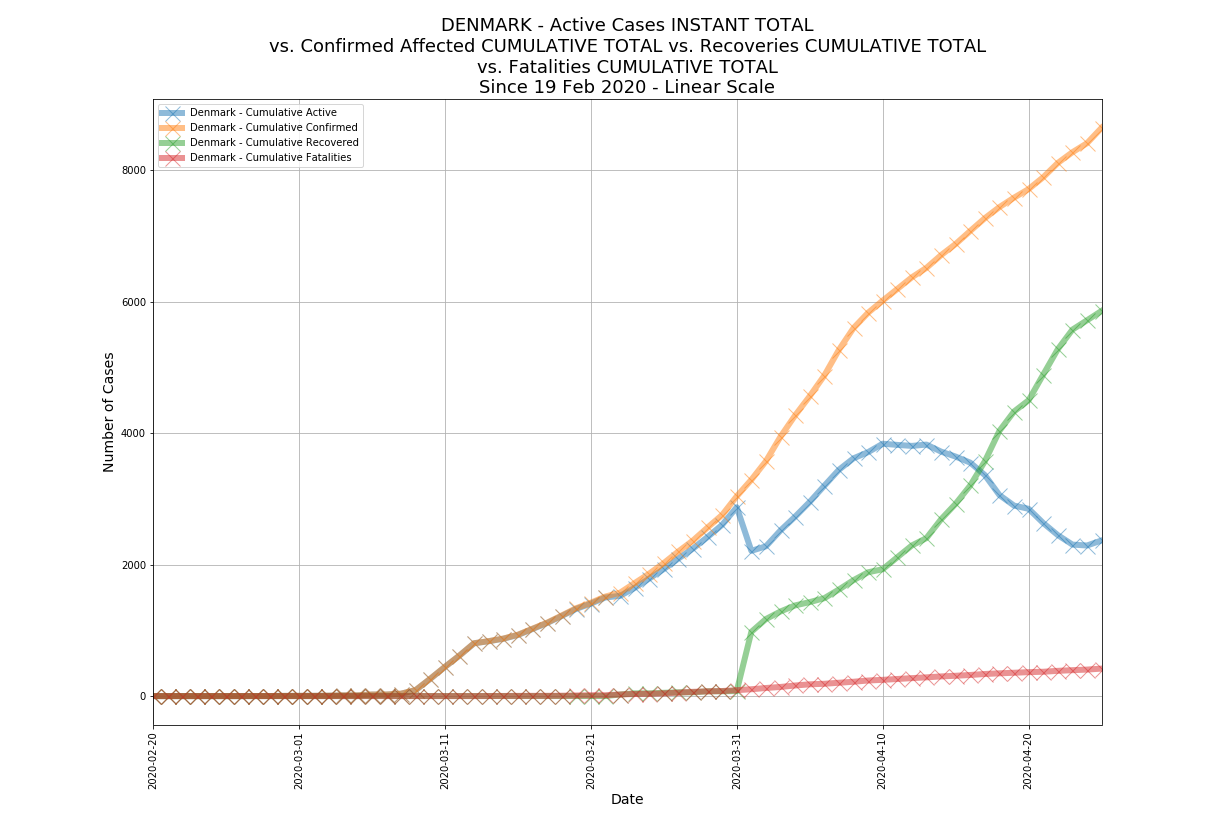 DENMARK - Active Cases INSTANT TOTAL
vs. Confirmed Affected CUMULATIVE TOTAL vs. Recoveries CUMULATIVE TOTAL
vs. Fatalities CUMULATIVE TOTAL
Since 19 Feb 2020 - Linear Scale
Denmark - Cumulative Active
Denmark - Cumulative Confirmed
Denmark - Cumulative Recovered
Denmark - Cumulative Fatalities
Number of Cases
8000
6000
4000
2000
0
2020-02-20
2020-03-01
2020-03-11
2020-03-21
2020-03-31
2020-04-10
2020-04-20
Date